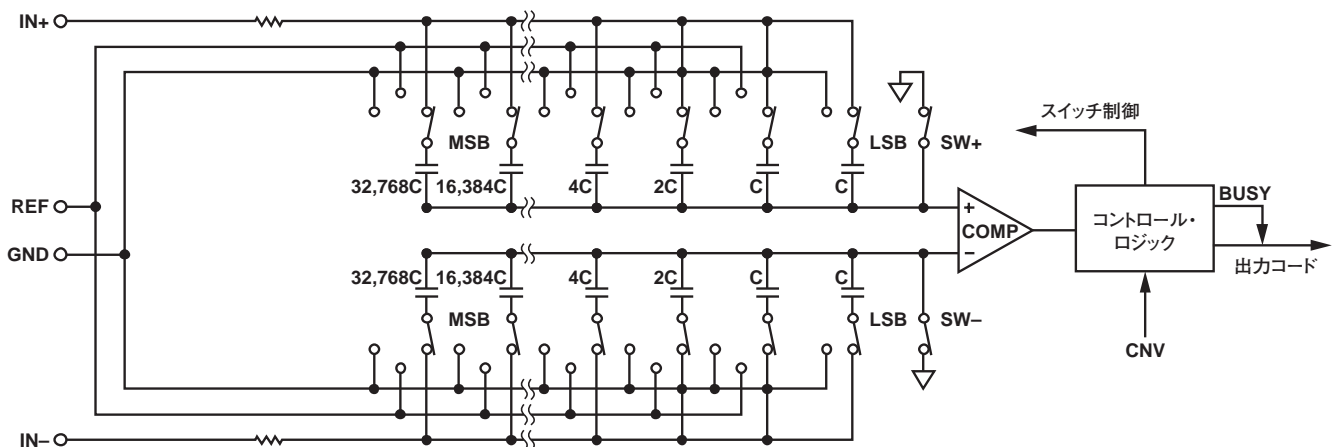 IN+
スイッチ制御
MSB
LSB
SW+
32,768C
16,384C
4C
2C
C
C
REF
GND
+
COMP
−
コントロール・
ロジック
BUSY
出力コード
32,768C
16,384C
4C
2C
C
C
MSB
LSB
SW–
CNV
IN–